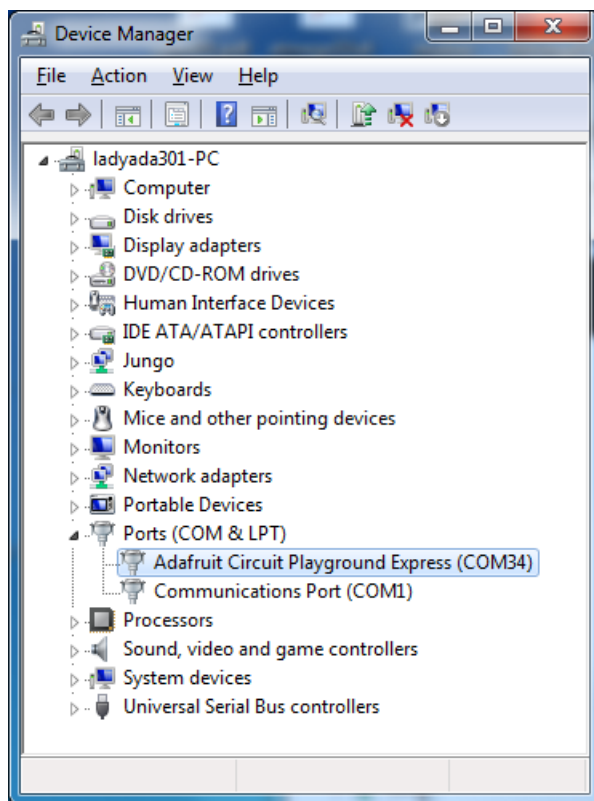 Device Manager
File Action View Help
ladyada301-PC
Computer
Disk drives
Display adapters
DVD/CD-ROM drives
Human Interface Devices
IDE ATA/ATAPI controllers
Jungo
Keyboards
Mice and other pointing devices
Monitors
Network adapters
Portable Devices
Ports (COM & LPT)
Adafruit Circuit Playground Express (COM34)
Communications Port (COM1)
Processors
Sound, video and game controllers
System devices
Universal Serial Bus controllers